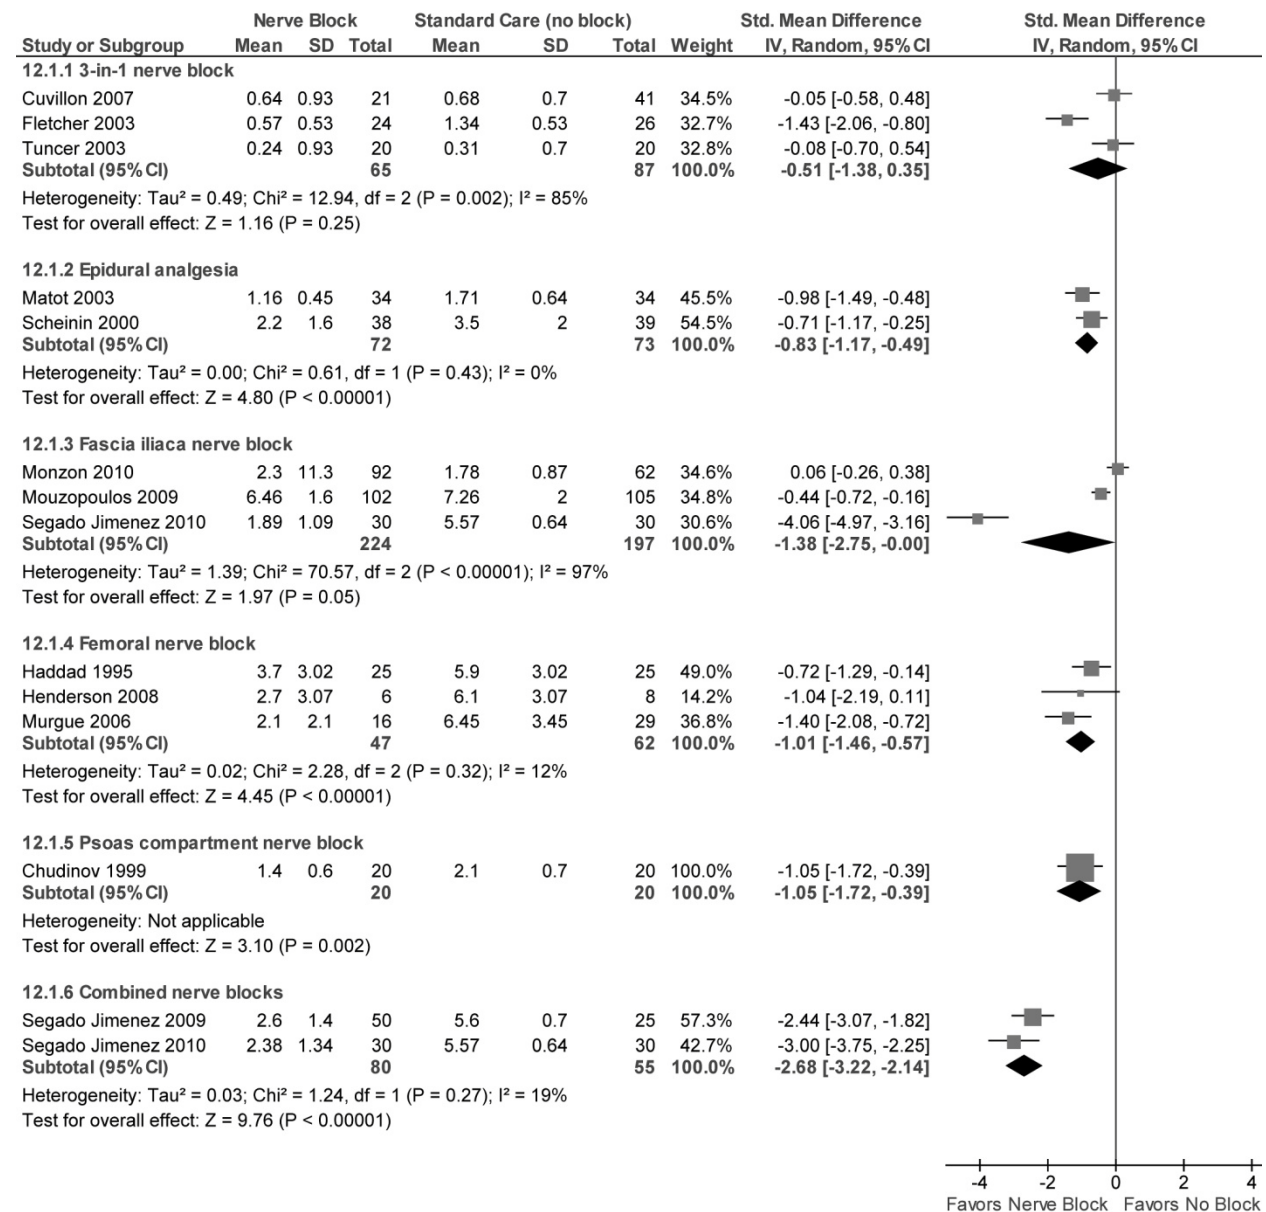 Nerve Block Standard Care (no block) Std. Mean Difference Std. Mean Difference
Study or Subgroup Mean SD Total Mean SD Total Weight IV, Random, 95% CI IV, Random, 95% CI
12.1.1 3-in-1 nerve block
Cuvillon 2007 0.64 0.93 21 0.68 0.7 41 34.5% -0.05 [-0.58, 0.48]
Fletcher 2003 0.57 0.53 24 1.34 0.53 26 32.7% -1.43 [-2.06, -0.80]
Tuncer 2003 0.24 0.93 20 0.31 0.7 20 32.8% -0.08 [-0.70, 0.54]
Subtotal (95% CI) 65 87 100.0% -0.51 [-1.38, 0.35]
Heterogeneity: Tau² = 0.49; Chi² = 12.94, df = 2 (P = 0.002); I² = 85%
Test for overall effect: Z = 1.16 (P = 0.25)
12.1.2 Epidural analgesia
Matot 2003 1.16 0.45 34 1.71 0.64 34 45.5% -0.98 [-1.49, -0.48]
Scheinin 2000 2.2 1.6 38 3.5 2 39 54.5% -0.71 [-1.17, -0.25]
Subtotal (95% CI) 72 73 100.0% -0.83 [-1.17, -0.49]
Heterogeneity: Tau² = 0.00; Chi² = 0.61, df = 1 (P = 0.43); I² = 0%
Test for overall effect: Z = 4.80 (P < 0.00001)
12.1.3 Fascia iliaca nerve block
Monzon 2010 2.3 11.3 92 1.78 0.87 62 34.6% 0.06 [-0.26, 0.38]
Mouzopoulos 2009 6.46 1.6 102 7.26 2 105 34.8% -0.44 [-0.72, -0.16]
Segado Jimenez 2010 1.89 1.09 30 5.57 0.64 30 30.6% -4.06 [-4.97, -3.16]
Subtotal (95% CI) 224 197 100.0% -1.38 [-2.75, -0.00]
Heterogeneity: Tau² = 1.39; Chi² = 70.57, df = 2 (P < 0.00001); I² = 97%
Test for overall effect: Z = 1.97 (P = 0.05)
12.1.4 Femoral nerve block
Haddad 1995 3.7 3.02 25 5.9 3.02 25 49.0% -0.72 [-1.29, -0.14]
Henderson 2008 2.7 3.07 6 6.1 3.07 8 14.2% -1.04 [-2.19, 0.11]
Murgue 2006 2.1 2.1 16 6.45 3.45 29 36.8% -1.40 [-2.08, -0.72]
Subtotal (95% CI) 47 62 100.0% -1.01 [-1.46, -0.57]
Heterogeneity: Tau² = 0.02; Chi² = 2.28, df = 2 (P = 0.32); I² = 12%
Test for overall effect: Z = 4.45 (P < 0.00001)
12.1.5 Psoas compartment nerve block
Chudinov 1999 1.4 0.6 20 2.1 0.7 20 100.0% -1.05 [-1.72, -0.39]
Subtotal (95% CI) 20 20 100.0% -1.05 [-1.72, -0.39]
Heterogeneity: Not applicable
Test for overall effect: Z = 3.10 (P = 0.002)
12.1.6 Combined nerve blocks
Segado Jimenez 2009 2.6 1.4 50 5.6 0.7 25 57.3% -2.44 [-3.07, -1.82]
Segado Jimenez 2010 2.38 1.34 30 5.57 0.64 30 42.7% -3.00 [-3.75, -2.25]
Subtotal (95% CI) 80 55 100.0% -2.68 [-3.22, -2.14]
Heterogeneity: Tau² = 0.03; Chi² = 1.24, df = 1 (P = 0.27); I² = 19%
Test for overall effect: Z = 9.76 (P < 0.00001)
-4 -2 0 2 4
Favors Nerve Block Favors No Block